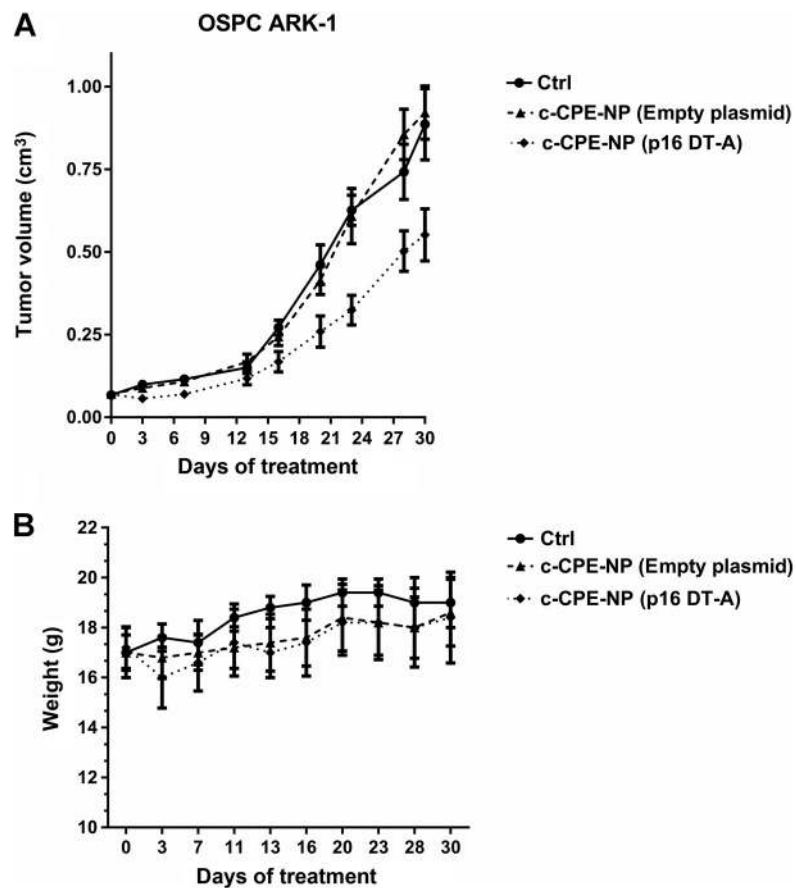 A
OSPC ARK-1
Tumor volume (cm³)
1.00
0.75
0.50
0.25
0.00
0 3 6 9 12 15 18 21 24 27 30
Days of treatment
Ctrl
c-CPE-NP (Empty plasmid)
c-CPE-NP (p16 DT-A)
B
Weight (g)
22
20
18
16
14
12
10
0 3 7 11 13 16 20 23 28 30
Days of treatment
Ctrl
c-CPE-NP (Empty plasmid)
c-CPE-NP (p16 DT-A)